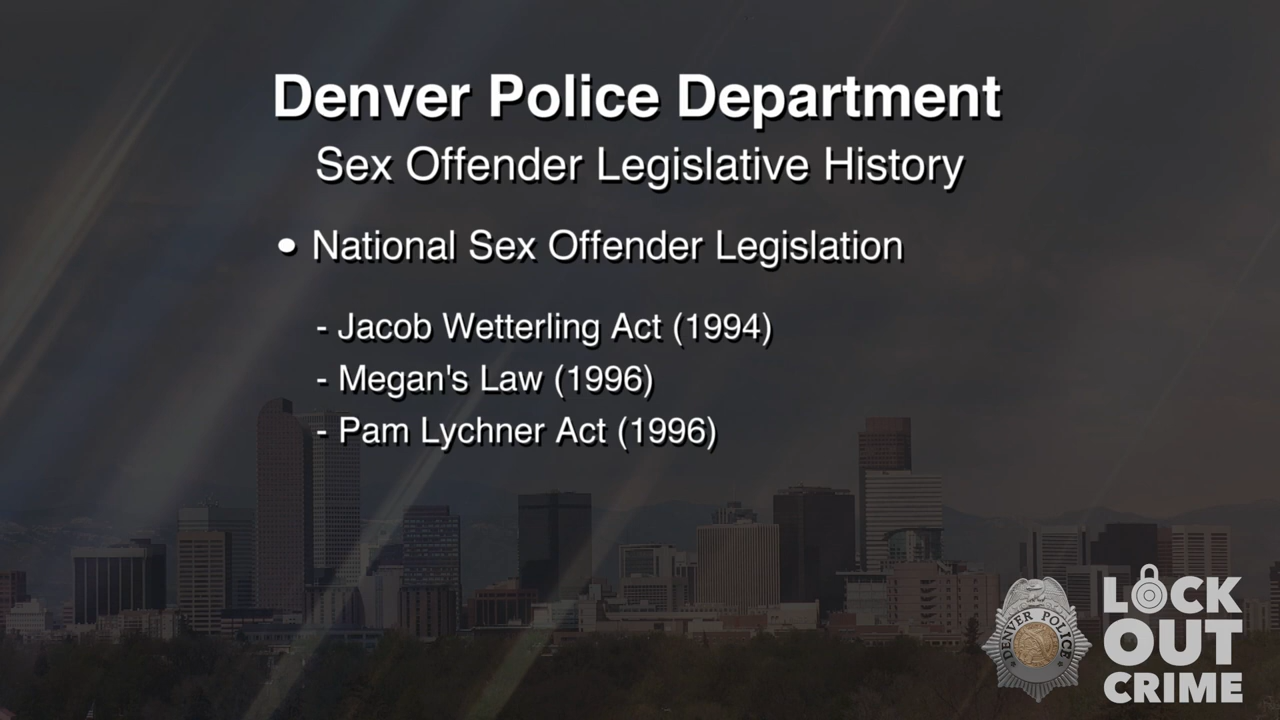 Denver Police Department
Sex Offender Legislative History
• National Sex Offender Legislation
- Jacob Wetterling Act (1994)
- Megan's Law (1996)
- Pam Lychner Act (1996)
DENVER POLICE
LOCK
OUT
CRIME